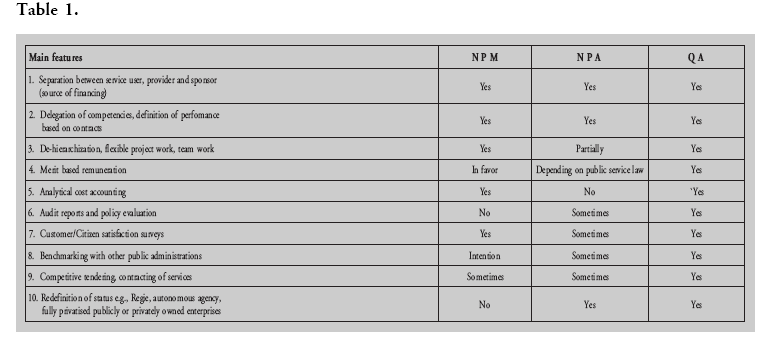 Table 1.
Main features NPM NPA QA
1. Separation between service user, provider and sponsor
(source of financing) Yes Yes Yes
2. Delegation of competencies, definition of perfomance
based on contracts Yes Yes Yes
3. De-hierarchization, flexible project work, team work Yes Partially Yes
4. Merit based remuneration In favor Depending on public service law Yes
5. Analytical cost accounting Yes No `Yes
6. Audit reports and policy evaluation No Sometimes Yes
7. Customer/Citizen satisfaction surveys Yes Sometimes Yes
8. Benchmarking with other public administrations Intention Sometimes Yes
9. Competitive tendering, contracting of services Sometimes Sometimes Yes
10. Redefinition of status e.g., Regie, autonomous agency,
fully privatised publicly or privately owned enterprises No Yes Yes